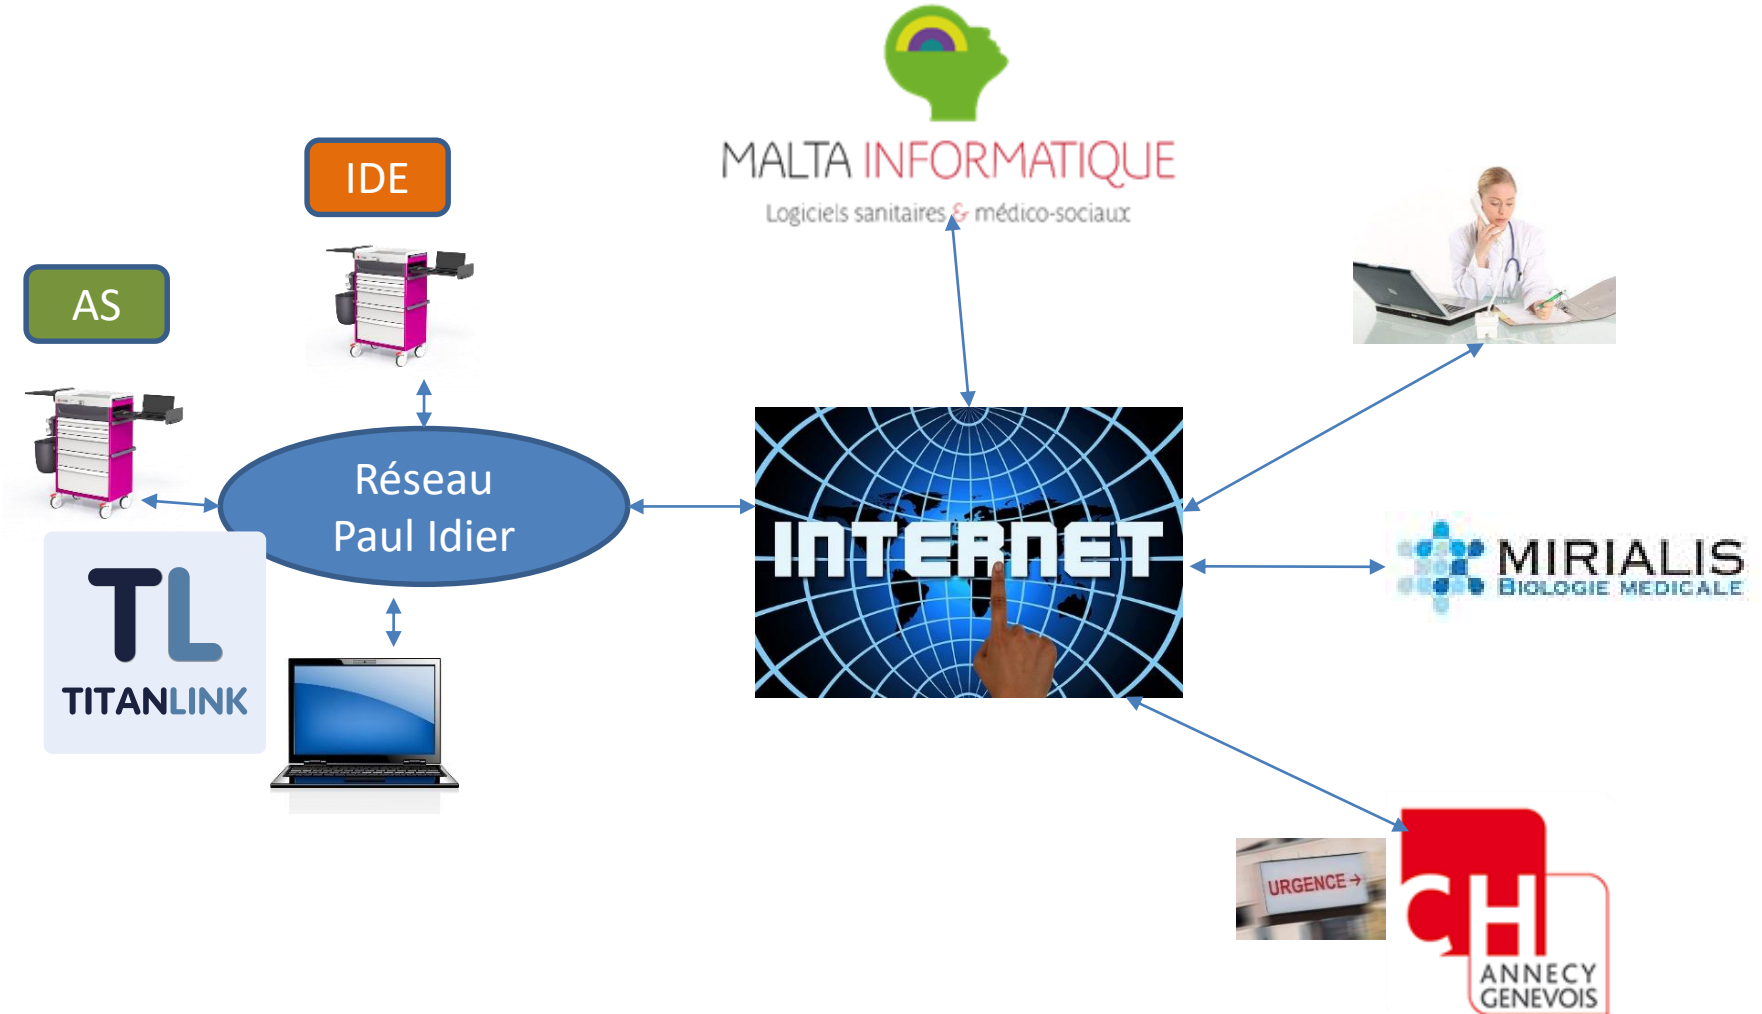 MALTA INFORMATIQUE
Logiciels sanitaires & médico-sociaux
IDE
AS
Réseau
Paul Idier
TL
TITANLINK
INTERNET
MIRIALIS
BIOLOGIE MEDICALE
URGENCE →
CH
ANNECY
GENEVOIS